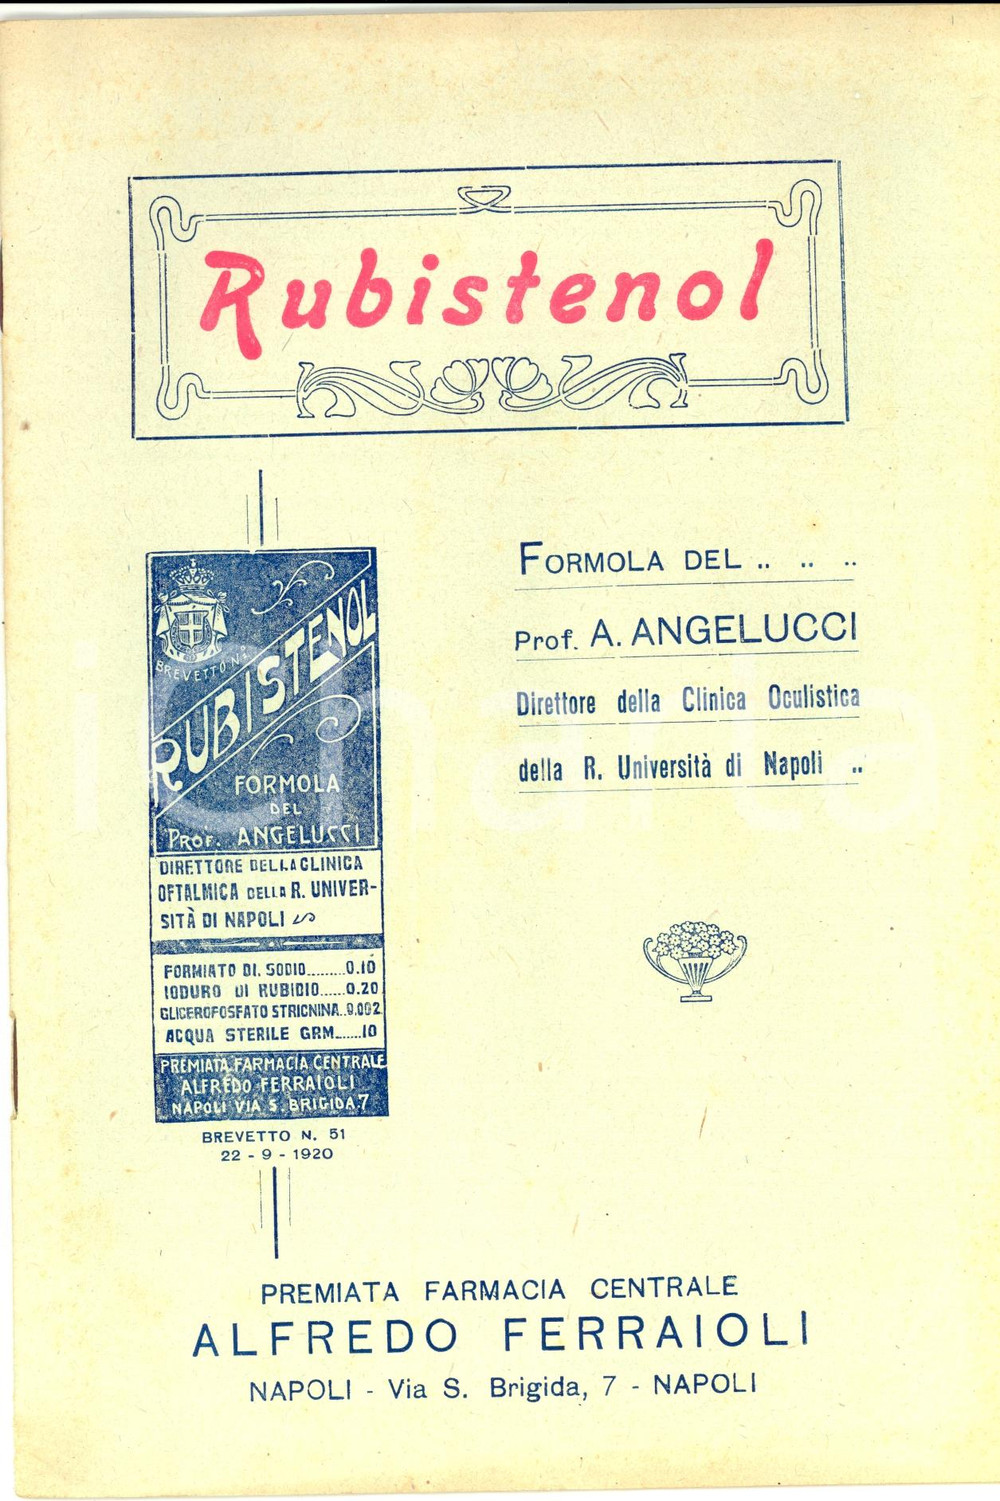 Rubistenol
BREVETTO No.
RUBISTENOL
FORMOLA
DEL
PROF. ANGELUCCI
DIRETTORE DELLA CLINICA
OFTALMICA DELLA R. UNIVER-
SITÀ DI NAPOLI
FORMIATO DI. SODIO........0.10
IODURO DI RUBIDIO......0.20
GLICEROFOSFATO STRICNINA..0.002
ACQUA STERILE GRM......10
PREMIATA FARMACIA CENTRALE
ALFREDO FERRAIOLI
NAPOLI VIA S. BRIGIDA.7
BREVETTO N. 51
22 - 9 - 1920
FORMOLA DEL .. .. ..
Prof. A. ANGELUCCI
Direttore della Clinica Oculistica
della R. Università di Napoli ..
PREMIATA FARMACIA CENTRALE
ALFREDO FERRAIOLI
NAPOLI - Via S. Brigida, 7 - NAPOLI